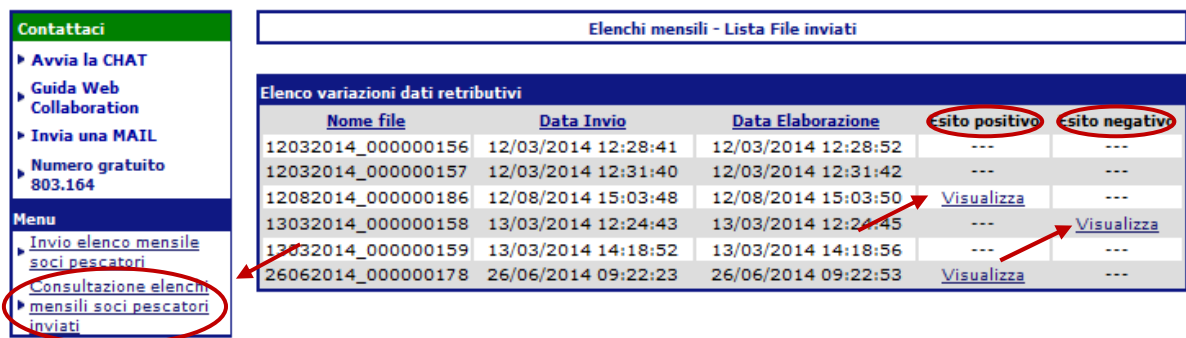 Contattaci
Avvia la CHAT
Guida Web
Collaboration
Invia una MAIL
Numero gratuito
803.164
Menu
Invio elenco mensile
soci pescatori
Consultazione elenchi
mensili soci pescatori
inviati
Elenchi mensili - Lista File inviati
Elenco variazioni dati retributivi
Nome file Data Invio Data Elaborazione Esito positivo Esito negativo
12032014_000000156 12/03/2014 12:28:41 12/03/2014 12:28:52 --- ---
12032014_000000157 12/03/2014 12:31:40 12/03/2014 12:31:42 --- ---
12082014_000000186 12/08/2014 15:03:48 12/08/2014 15:03:50 Visualizza ---
13032014_000000158 13/03/2014 12:24:43 13/03/2014 12:24:45 --- Visualizza
13032014_000000159 13/03/2014 14:18:52 13/03/2014 14:18:56 --- ---
26062014_000000178 26/06/2014 09:22:23 26/06/2014 09:22:53 Visualizza ---